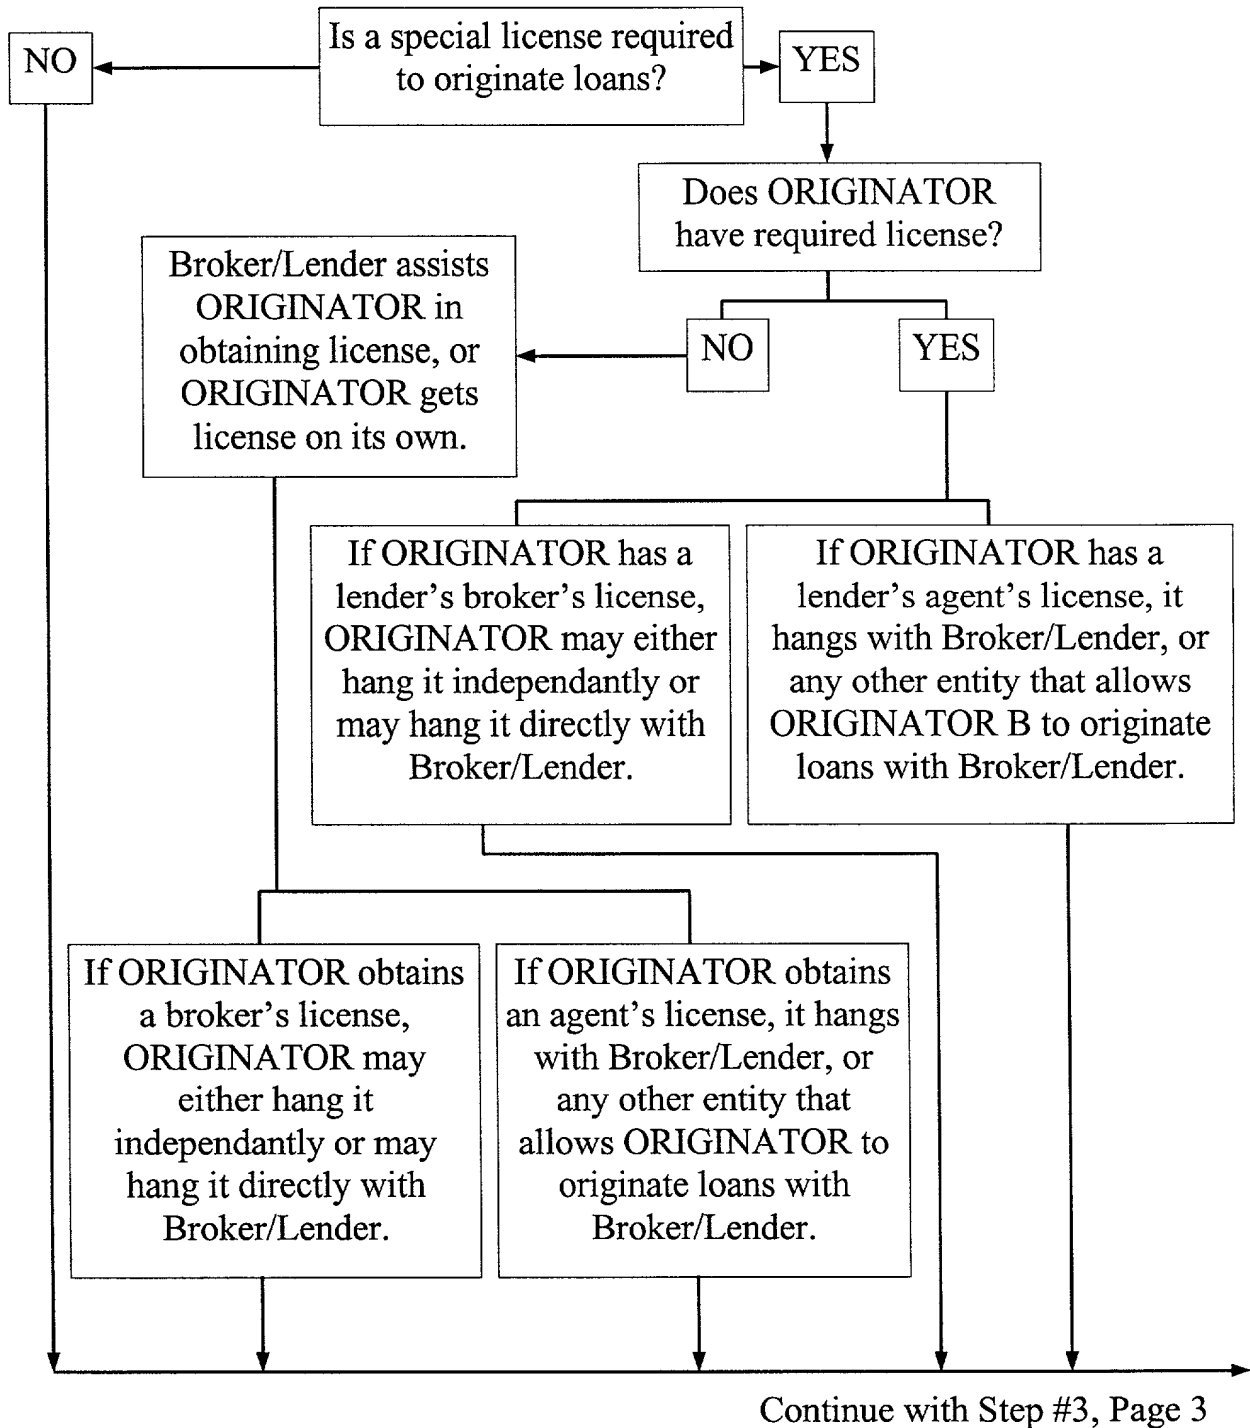 NO
Is a special license required
to originate loans?
YES
Does ORIGINATOR
have required license?
Broker/Lender assists
ORIGINATOR in
obtaining license, or
ORIGINATOR gets
license on its own.
NO
YES
If ORIGINATOR has a
lender's broker's license,
ORIGINATOR may either
hang it independantly or
may hang it directly with
Broker/Lender.
If ORIGINATOR has a
lender's agent's license, it
hangs with Broker/Lender, or
any other entity that allows
ORIGINATOR B to originate
loans with Broker/Lender.
If ORIGINATOR obtains
a broker's license,
ORIGINATOR may
either hang it
independantly or may
hang it directly with
Broker/Lender.
If ORIGINATOR obtains
an agent's license, it hangs
with Broker/Lender, or
any other entity that
allows ORIGINATOR to
originate loans with
Broker/Lender.
Continue with Step #3, Page 3